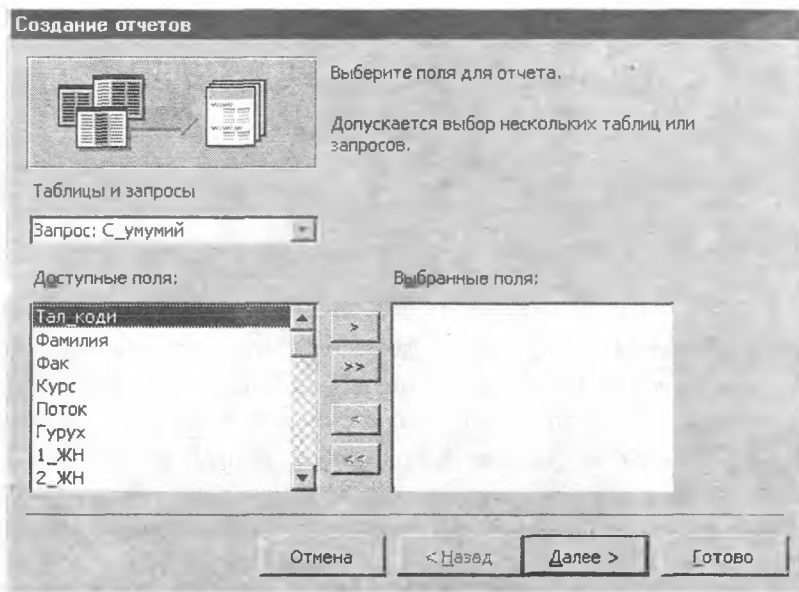 Создание отчетов
Выберите поля для отчета.
Допускается выбор нескольких таблиц или
запросов.
Таблицы и запросы
Запрос: С_умумий
Доступные поля:
Выбранные поля:
Тал_коди
Фамилия
Фак
Курс
Поток
Гурух
1_ЖН
2_ЖН
>
>>
<
<<
Отмена
< Назад
Далее >
Готово